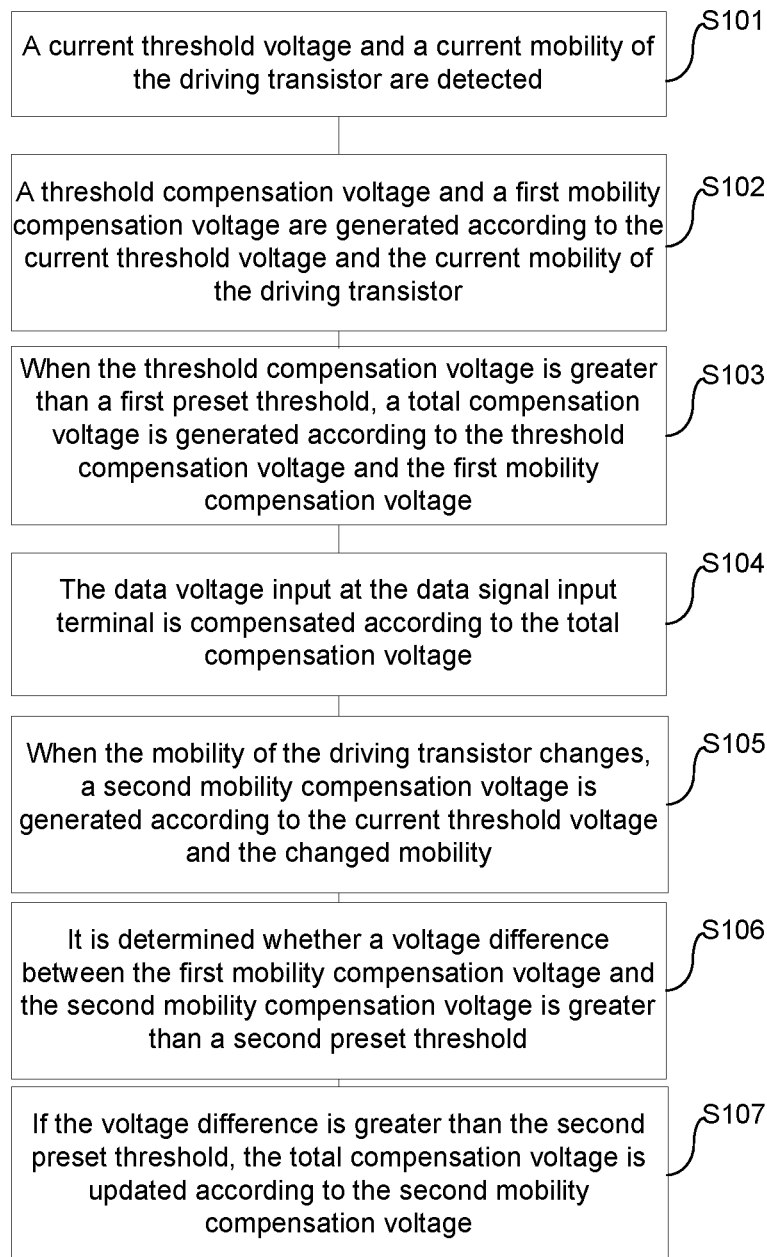 S101
A current threshold voltage and a current mobility of
the driving transistor are detected
S102
A threshold compensation voltage and a first mobility
compensation voltage are generated according to the
current threshold voltage and the current mobility of
the driving transistor
S103
When the threshold compensation voltage is greater
than a first preset threshold, a total compensation
voltage is generated according to the threshold
compensation voltage and the first mobility
compensation voltage
S104
The data voltage input at the data signal input
terminal is compensated according to the total
compensation voltage
S105
When the mobility of the driving transistor changes,
a second mobility compensation voltage is
generated according to the current threshold voltage
and the changed mobility
S106
It is determined whether a voltage difference
between the first mobility compensation voltage and
the second mobility compensation voltage is greater
than a second preset threshold
S107
If the voltage difference is greater than the second
preset threshold, the total compensation voltage is
updated according to the second mobility
compensation voltage